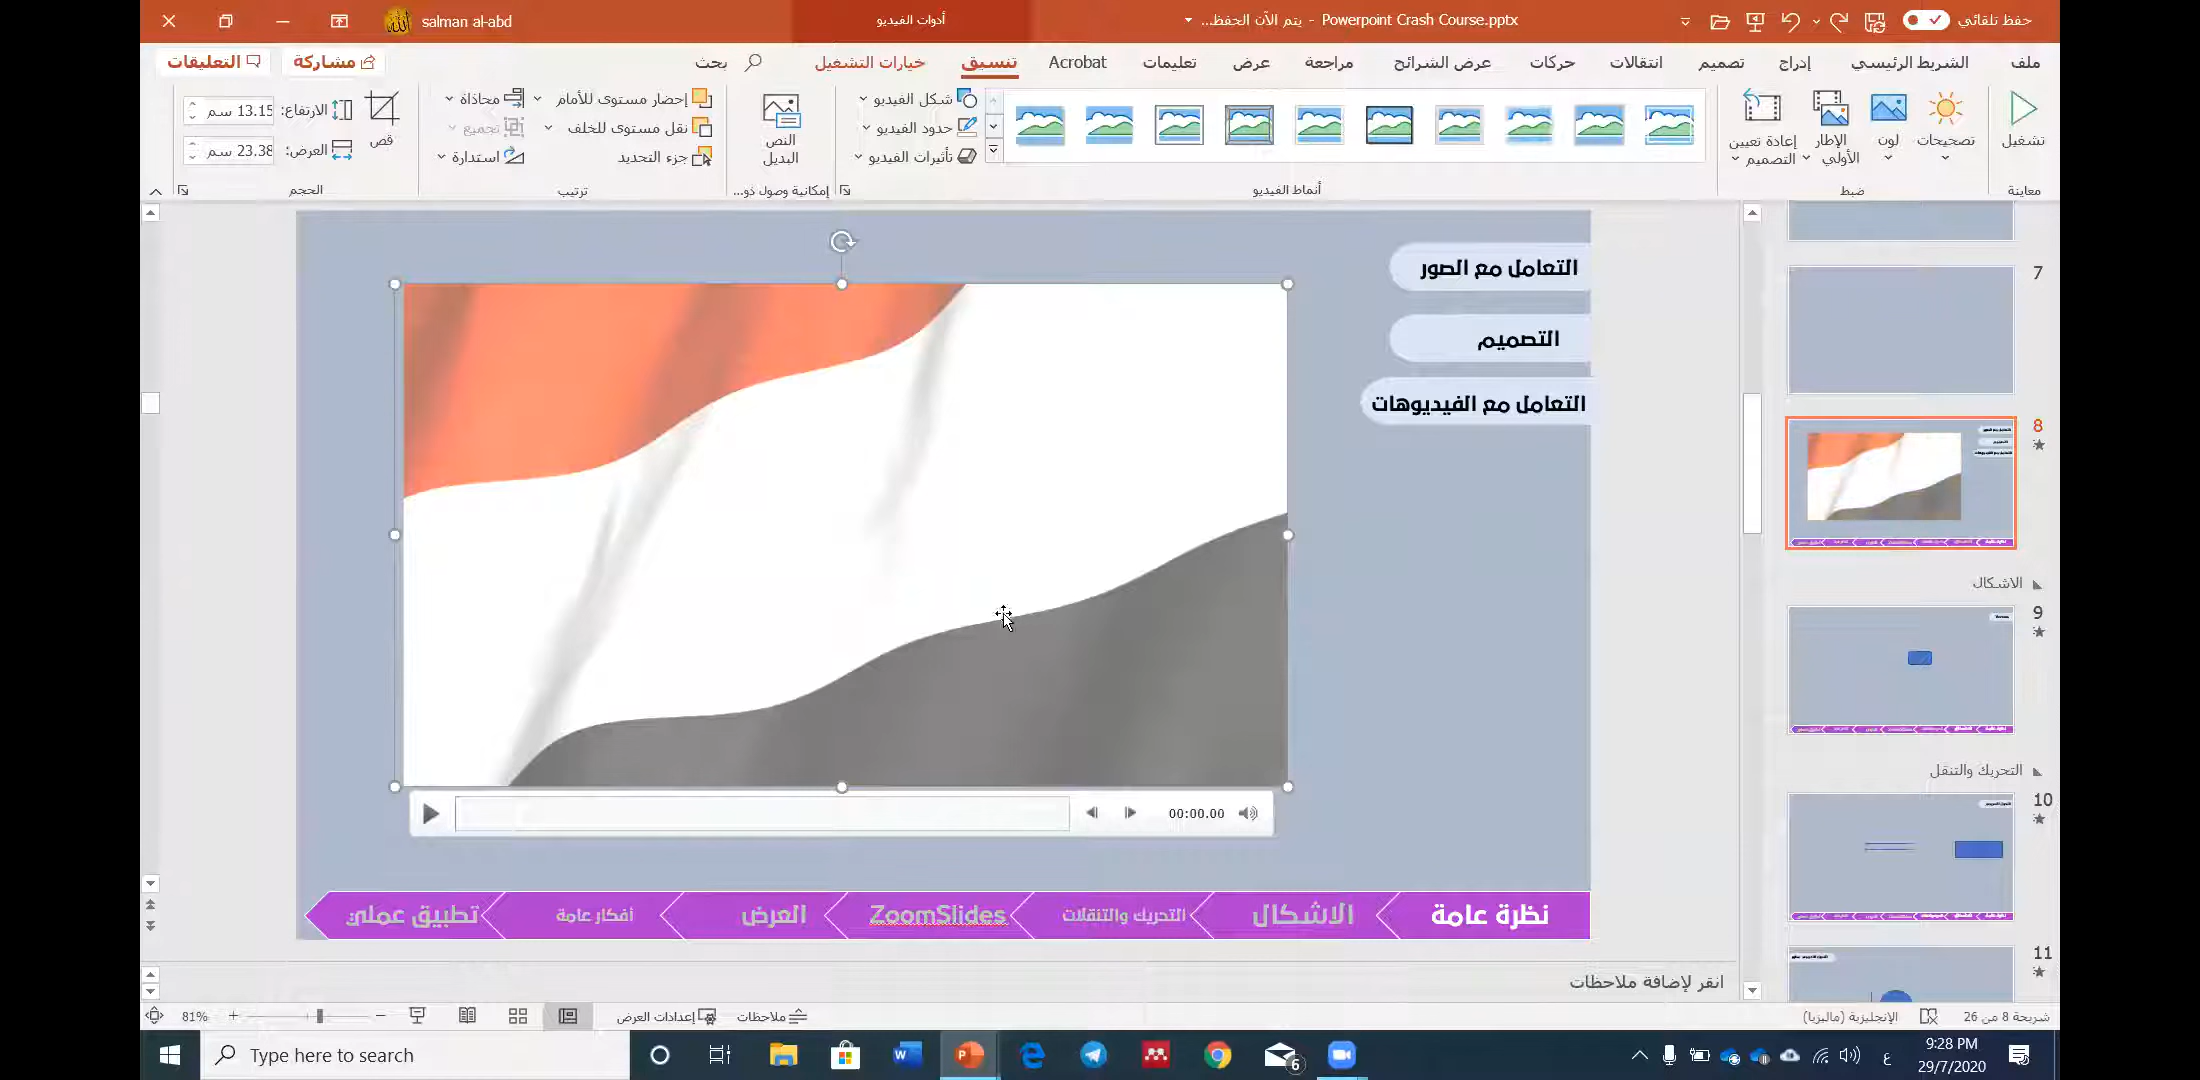 حفظ تلقائي
Powerpoint Crash Course.pptx - يتم الآن الحفظ...
أدوات الفيديو
salman al-abd
ملف
الشريط الرئيسي
إدراج
تصميم
انتقالات
حركات
عرض الشرائح
مراجعة
عرض
تعليمات
Acrobat
تنسيق
خيارات التشغيل
بحث
مشاركة
التعليقات
تشغيل
تصحيحات
لون
الإطار الأولي
إعادة تعيين التصميم
شكل الفيديو
حدود الفيديو
تأثيرات الفيديو
النص البديل
إحضار مستوى للأمام
نقل مستوى للخلف
جزء التحديد
محاذاة
تجميع
استدارة
قص
الارتفاع: 13.15 سم
العرض: 23.38 سم
معاينة
ضبط
أنماط الفيديو
إمكانية وصول ذو...
ترتيب
الحجم
7
8
الاشكال
9
التحريك والتنقل
10
11
التعامل مع الصور
التصميم
التعامل مع الفيديوهات
00:00.00
نظرة عامة
الاشكال
التحريك والتنقلات
ZoomSlides
العرض
أفكار عامة
تطبيق عملي
انقر لإضافة ملاحظات
شريحة 8 من 26
الإنجليزية (ماليزيا)
ملاحظات
إعدادات العرض
81%
Type here to search
6
ع
9:28 PM
29/7/2020